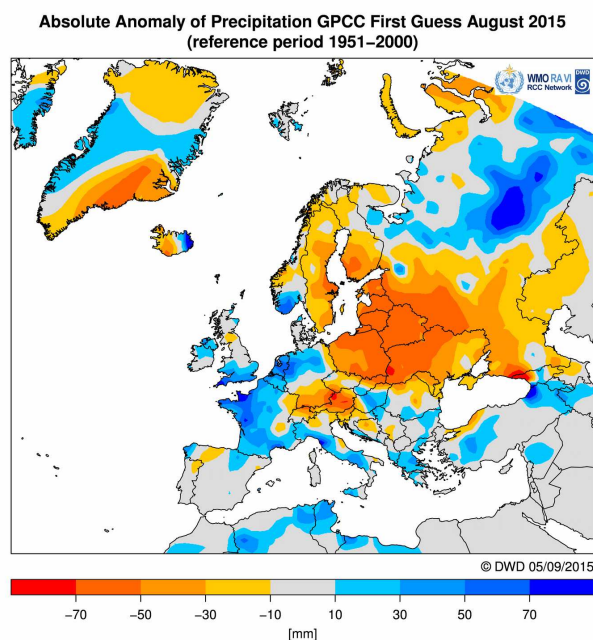 Absolute Anomaly of Precipitation GPCC First Guess August 2015
(reference period 1951−2000)
WMO RA VI
RCC Network
DWD
© DWD 05/09/2015
−70 −50 −30 −10 10 30 50 70
[mm]